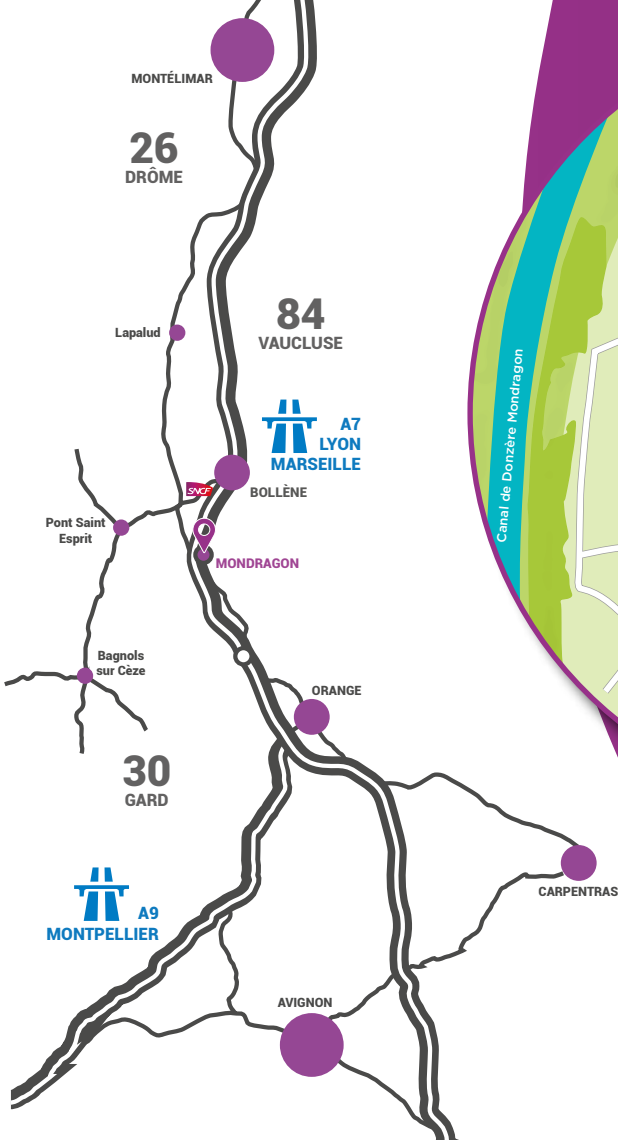 MONTÉLIMAR
26
DRÔME
84
VAUCLUSE
Lapalud
A7
LYON
MARSEILLE
Canal de Donzère Mondragon
SNCF
BOLLÈNE
Pont Saint
Esprit
MONDRAGON
Bagnols
sur Cèze
ORANGE
30
GARD
CARPENTRAS
A9
MONTPELLIER
AVIGNON